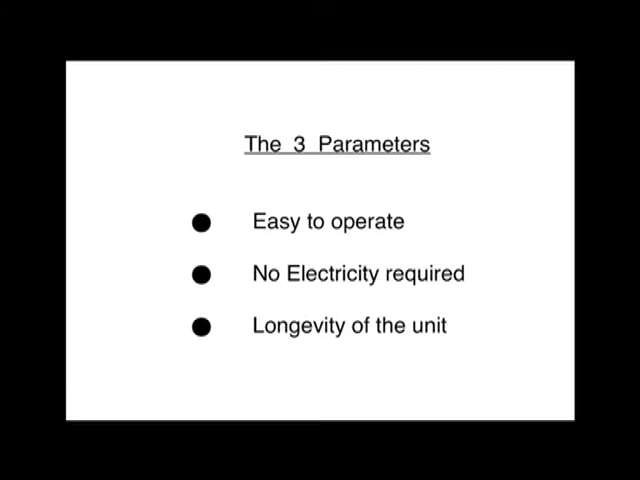 The 3 Parameters
Easy to operate
No Electricity required
Longevity of the unit